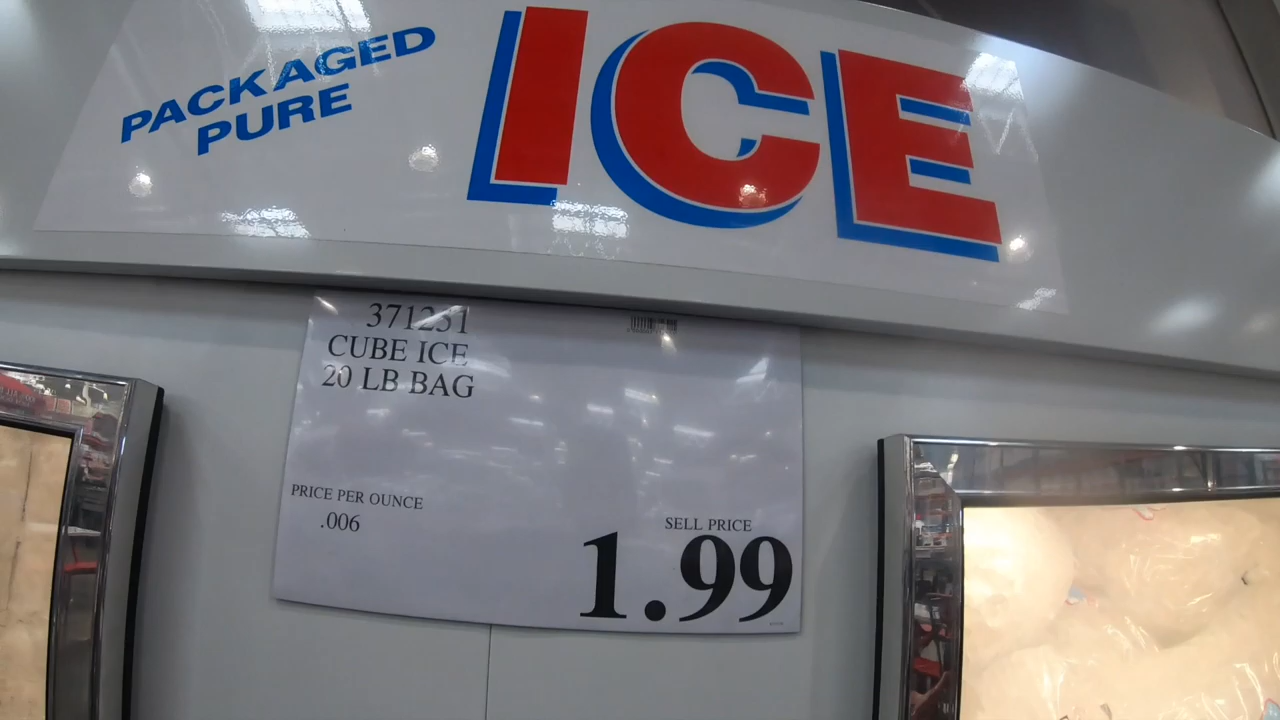 PACKAGED
PURE
ICE
371251
CUBE ICE
20 LB BAG
PRICE PER OUNCE
.006
SELL PRICE
1.99